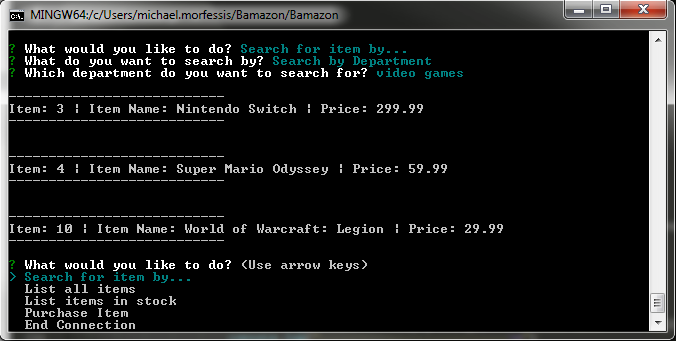 MINGW64:/c/Users/michael.morfessis/Bamazon/Bamazon
? What would you like to do? Search for item by...
? What do you want to search by? Search by Department
? Which department do you want to search for? video games
----------------------------
Item: 3 ¦ Item Name: Nintendo Switch ¦ Price: 299.99
----------------------------
----------------------------
Item: 4 ¦ Item Name: Super Mario Odyssey ¦ Price: 59.99
----------------------------
----------------------------
Item: 10 ¦ Item Name: World of Warcraft: Legion ¦ Price: 29.99
----------------------------
? What would you like to do? (Use arrow keys)
> Search for item by...
List all items
List items in stock
Purchase Item
End Connection